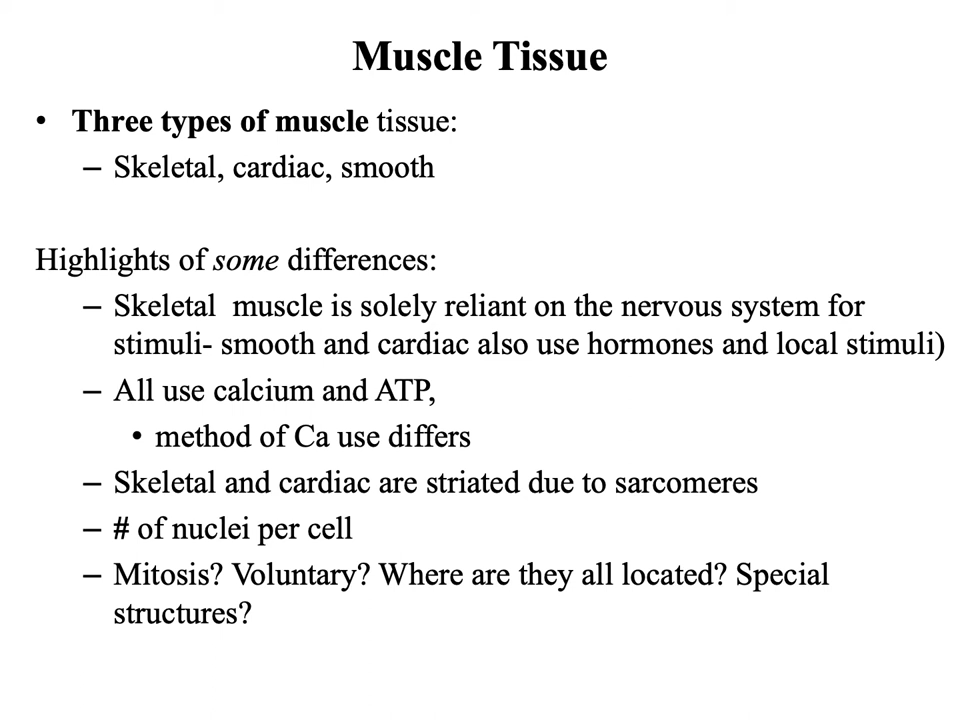 Muscle Tissue
• Three types of muscle tissue:
– Skeletal, cardiac, smooth
Highlights of some differences:
– Skeletal  muscle is solely reliant on the nervous system for
stimuli- smooth and cardiac also use hormones and local stimuli)
– All use calcium and ATP,
• method of Ca use differs
– Skeletal and cardiac are striated due to sarcomeres
– # of nuclei per cell
– Mitosis? Voluntary? Where are they all located? Special
structures?